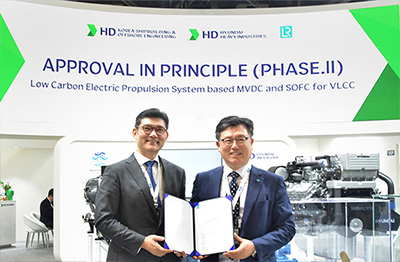 HD KOREA SHIPBUILDING &
OFFSHORE ENGINEERING
HD HYUNDAI
HEAVY INDUSTRIES
LR
APPROVAL IN PRINCIPLE (PHASE.II)
Low Carbon Electric Propulsion System based MVDC and SOFC for VLCC
HYUNDAI